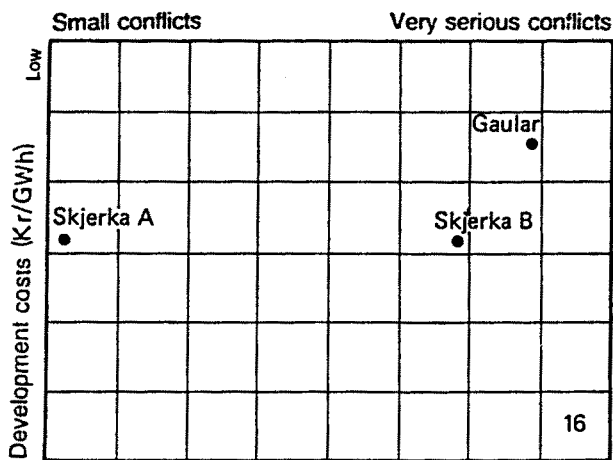 Small conflicts
Very serious conflicts
Low
Development costs (Kr/GWh)
Gaular
Skjerka A
Skjerka B
16